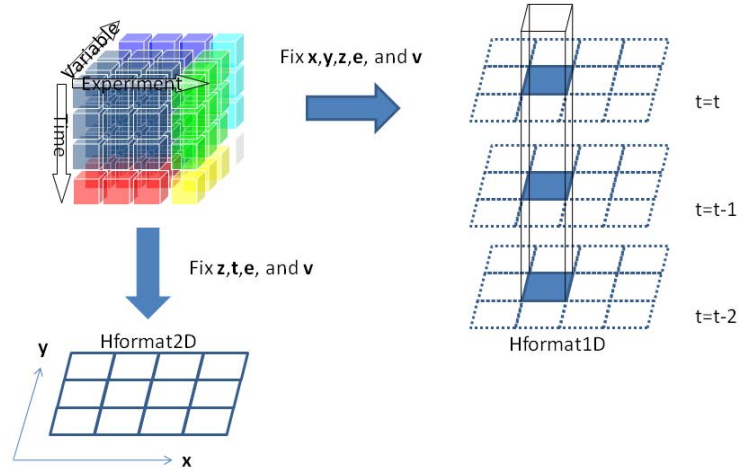 Variable
Experiment
Time
Fix x,y,z,e, and v
t=t
t=t-1
t=t-2
Hformat1D
Fix z,t,e, and v
Hformat2D
y
x